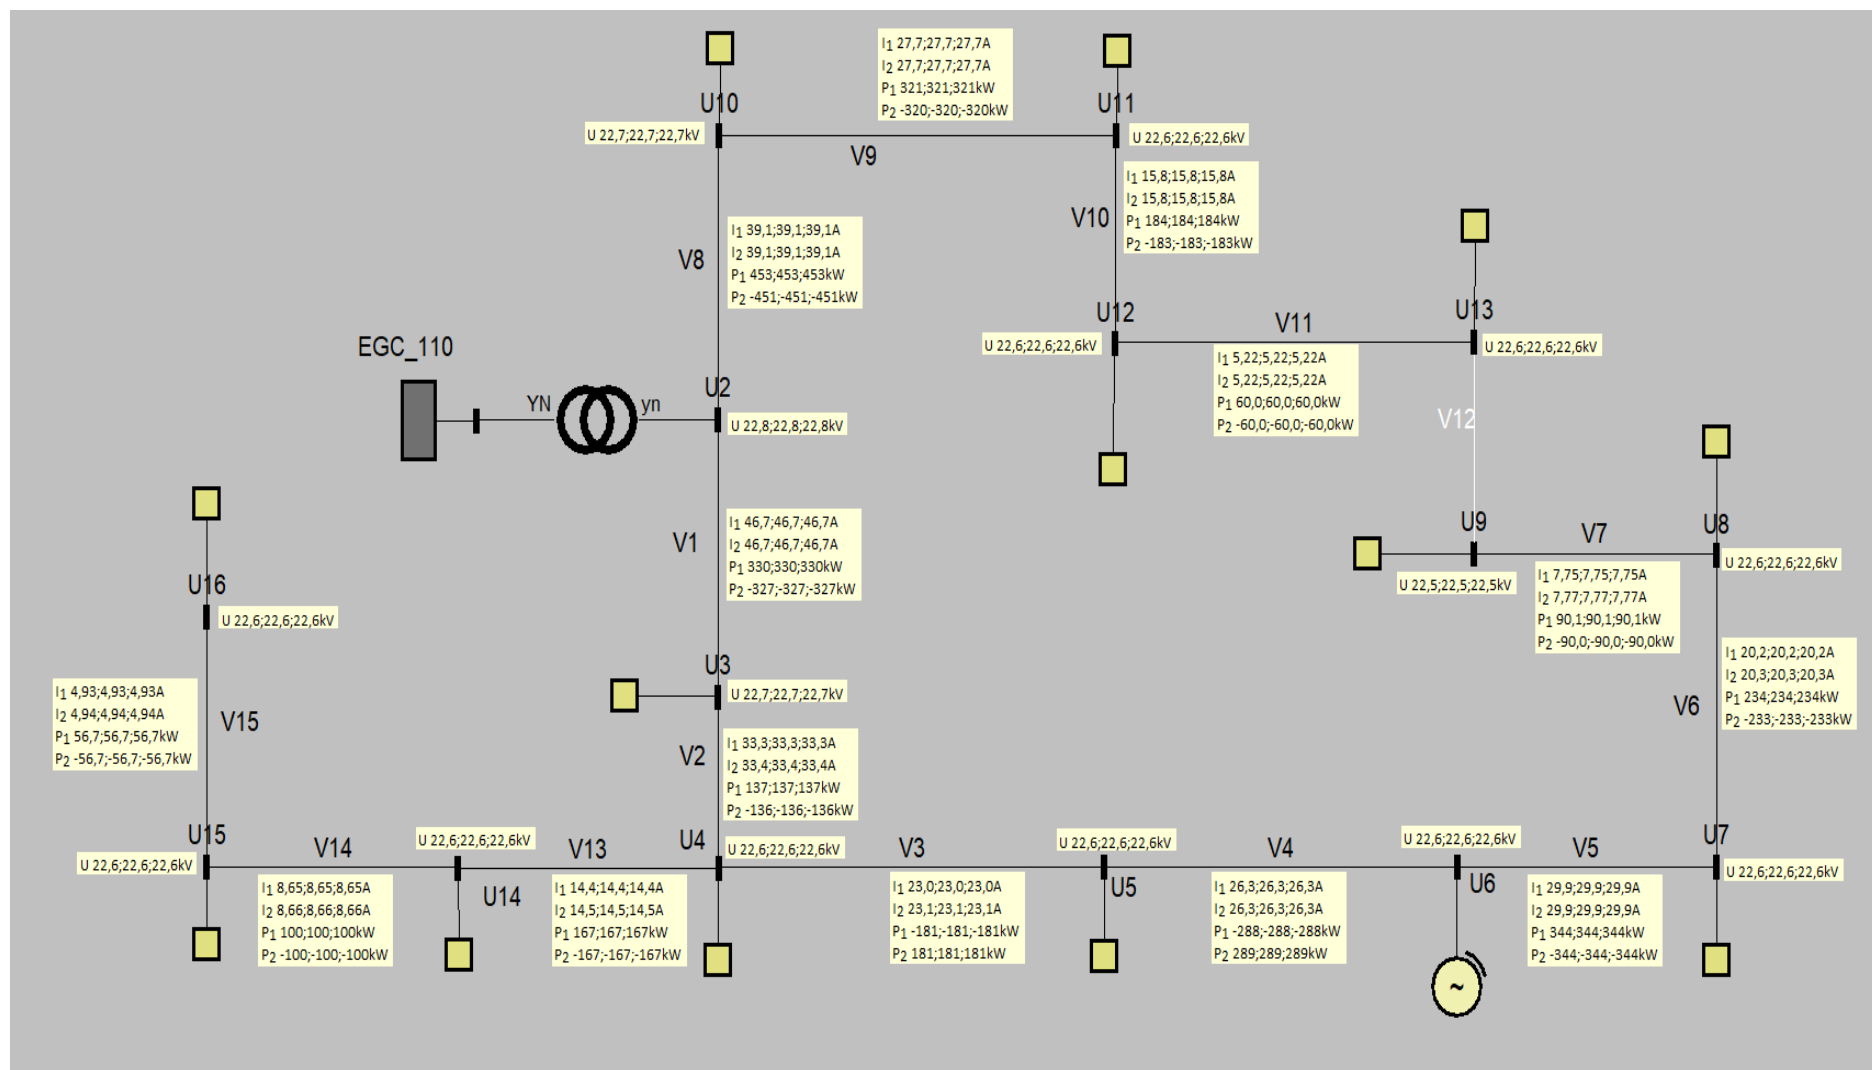 I1 27,7;27,7;27,7A
I2 27,7;27,7;27,7A
P1 321;321;321kW
P2 -320;-320;-320kW
U10
U11
U 22,7;22,7;22,7kV
U 22,6;22,6;22,6kV
V9
I1 15,8;15,8;15,8A
I2 15,8;15,8;15,8A
P1 184;184;184kW
P2 -183;-183;-183kW
V10
I1 39,1;39,1;39,1A
I2 39,1;39,1;39,1A
P1 453;453;453kW
P2 -451;-451;-451kW
V8
U12
U13
V11
U 22,6;22,6;22,6kV
U 22,6;22,6;22,6kV
I1 5,22;5,22;5,22A
I2 5,22;5,22;5,22A
P1 60,0;60,0;60,0kW
P2 -60,0;-60,0;-60,0kW
EGC_110
YN
yn
U2
U 22,8;22,8;22,8kV
V12
U9
V7
U8
U 22,6;22,6;22,6kV
U 22,5;22,5;22,5kV
I1 7,75;7,75;7,75A
I2 7,77;7,77;7,77A
P1 90,1;90,1;90,1kW
P2 -90,0;-90,0;-90,0kW
V1
I1 46,7;46,7;46,7A
I2 46,7;46,7;46,7A
P1 330;330;330kW
P2 -327;-327;-327kW
U16
U 22,6;22,6;22,6kV
U3
U 22,7;22,7;22,7kV
I1 20,2;20,2;20,2A
I2 20,3;20,3;20,3A
P1 234;234;234kW
P2 -233;-233;-233kW
V6
I1 4,93;4,93;4,93A
I2 4,94;4,94;4,94A
P1 56,7;56,7;56,7kW
P2 -56,7;-56,7;-56,7kW
V15
V2
I1 33,3;33,3;33,3A
I2 33,4;33,4;33,4A
P1 137;137;137kW
P2 -136;-136;-136kW
U15
U 22,6;22,6;22,6kV
V14
U 22,6;22,6;22,6kV
V13
U4
U 22,6;22,6;22,6kV
V3
U 22,6;22,6;22,6kV
V4
U 22,6;22,6;22,6kV
V5
U7
U 22,6;22,6;22,6kV
I1 8,65;8,65;8,65A
I2 8,66;8,66;8,66A
P1 100;100;100kW
P2 -100;-100;-100kW
U14
I1 14,4;14,4;14,4A
I2 14,5;14,5;14,5A
P1 167;167;167kW
P2 -167;-167;-167kW
I1 23,0;23,0;23,0A
I2 23,1;23,1;23,1A
P1 -181;-181;-181kW
P2 181;181;181kW
U5
I1 26,3;26,3;26,3A
I2 26,3;26,3;26,3A
P1 -288;-288;-288kW
P2 289;289;289kW
U6
I1 29,9;29,9;29,9A
I2 29,9;29,9;29,9A
P1 344;344;344kW
P2 -344;-344;-344kW
~